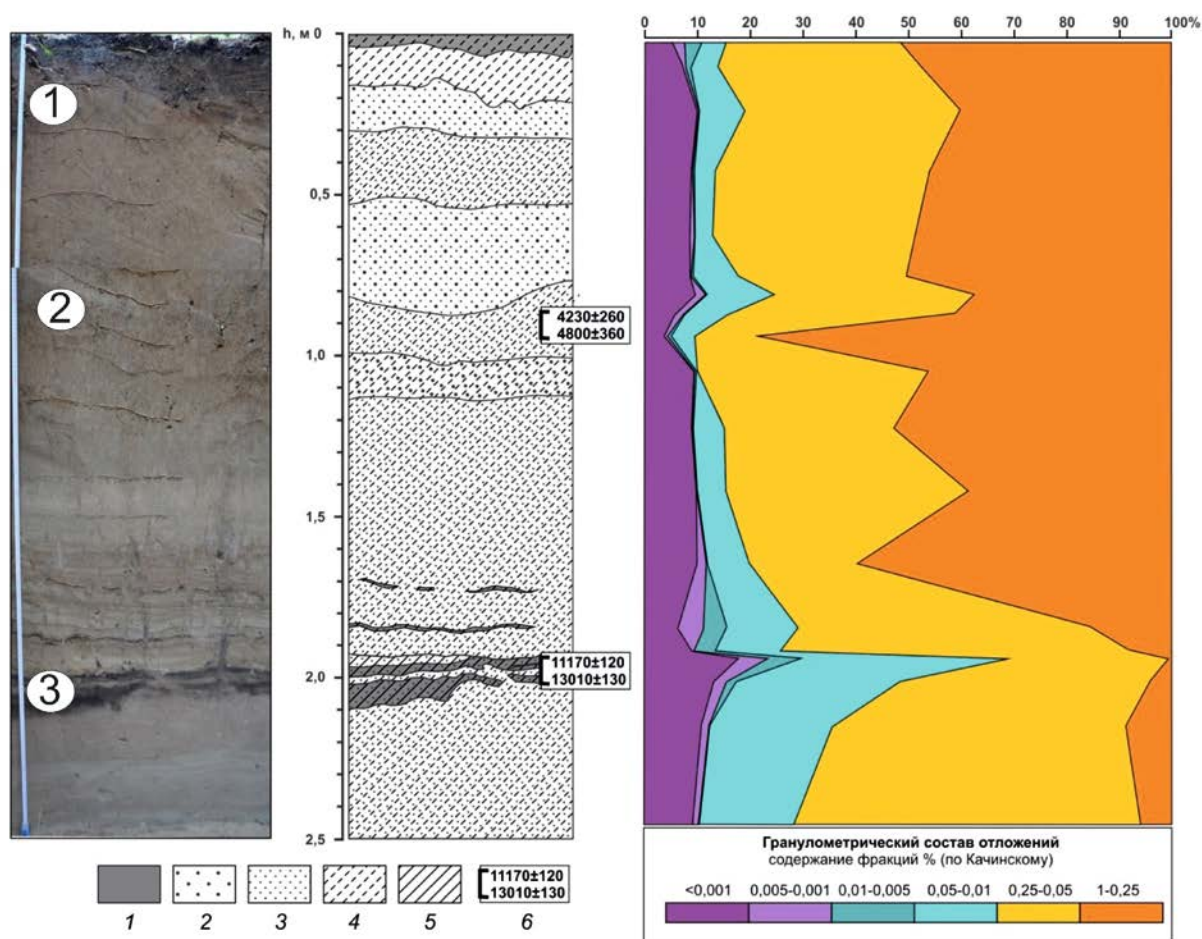 1
2
3
h, м 0
0,5
1,0
1,5
2,0
2,5
4230±260
4800±360
11170±120
13010±130
11170±120
13010±130
1 2 3 4 5 6
0 10 20 30 40 50 60 70 80 90 100%
Гранулометрический состав отложений
содержание фракций % (по Качинскому)
<0,001 0,005-0,001 0,01-0,005 0,05-0,01 0,25-0,05 1-0,25